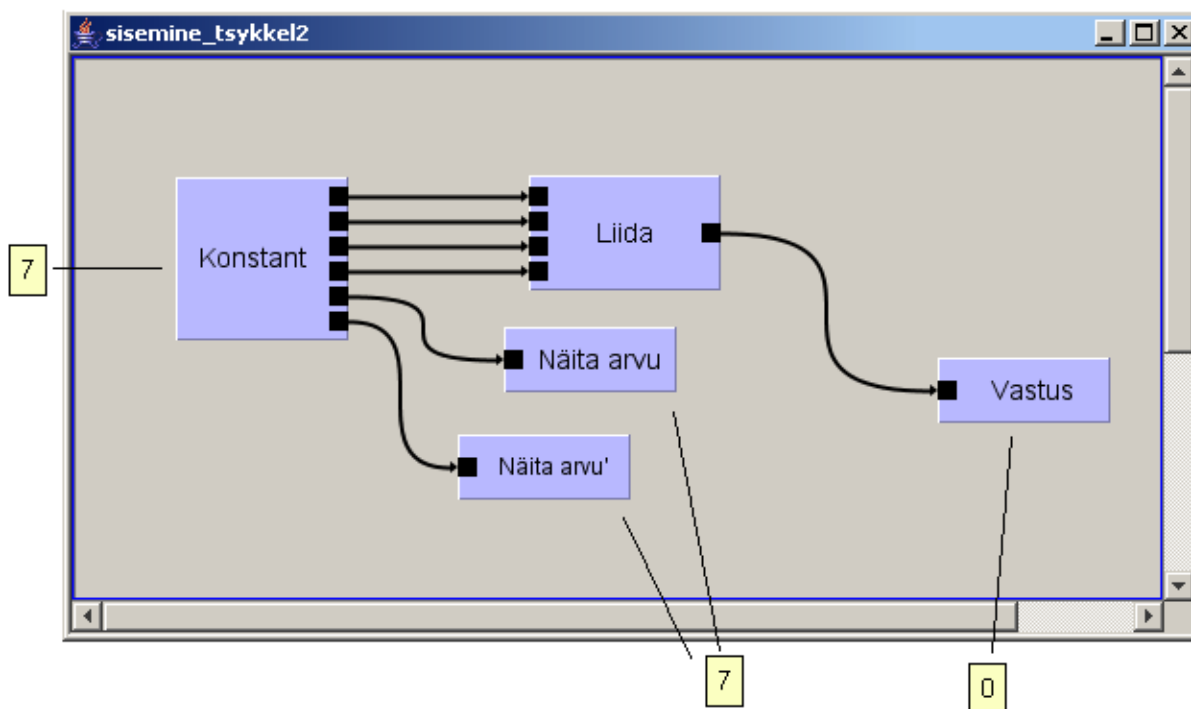 sisemine_tsykkel2
Konstant
Liida
7
Näita arvu
Vastus
Näita arvu'
7
0